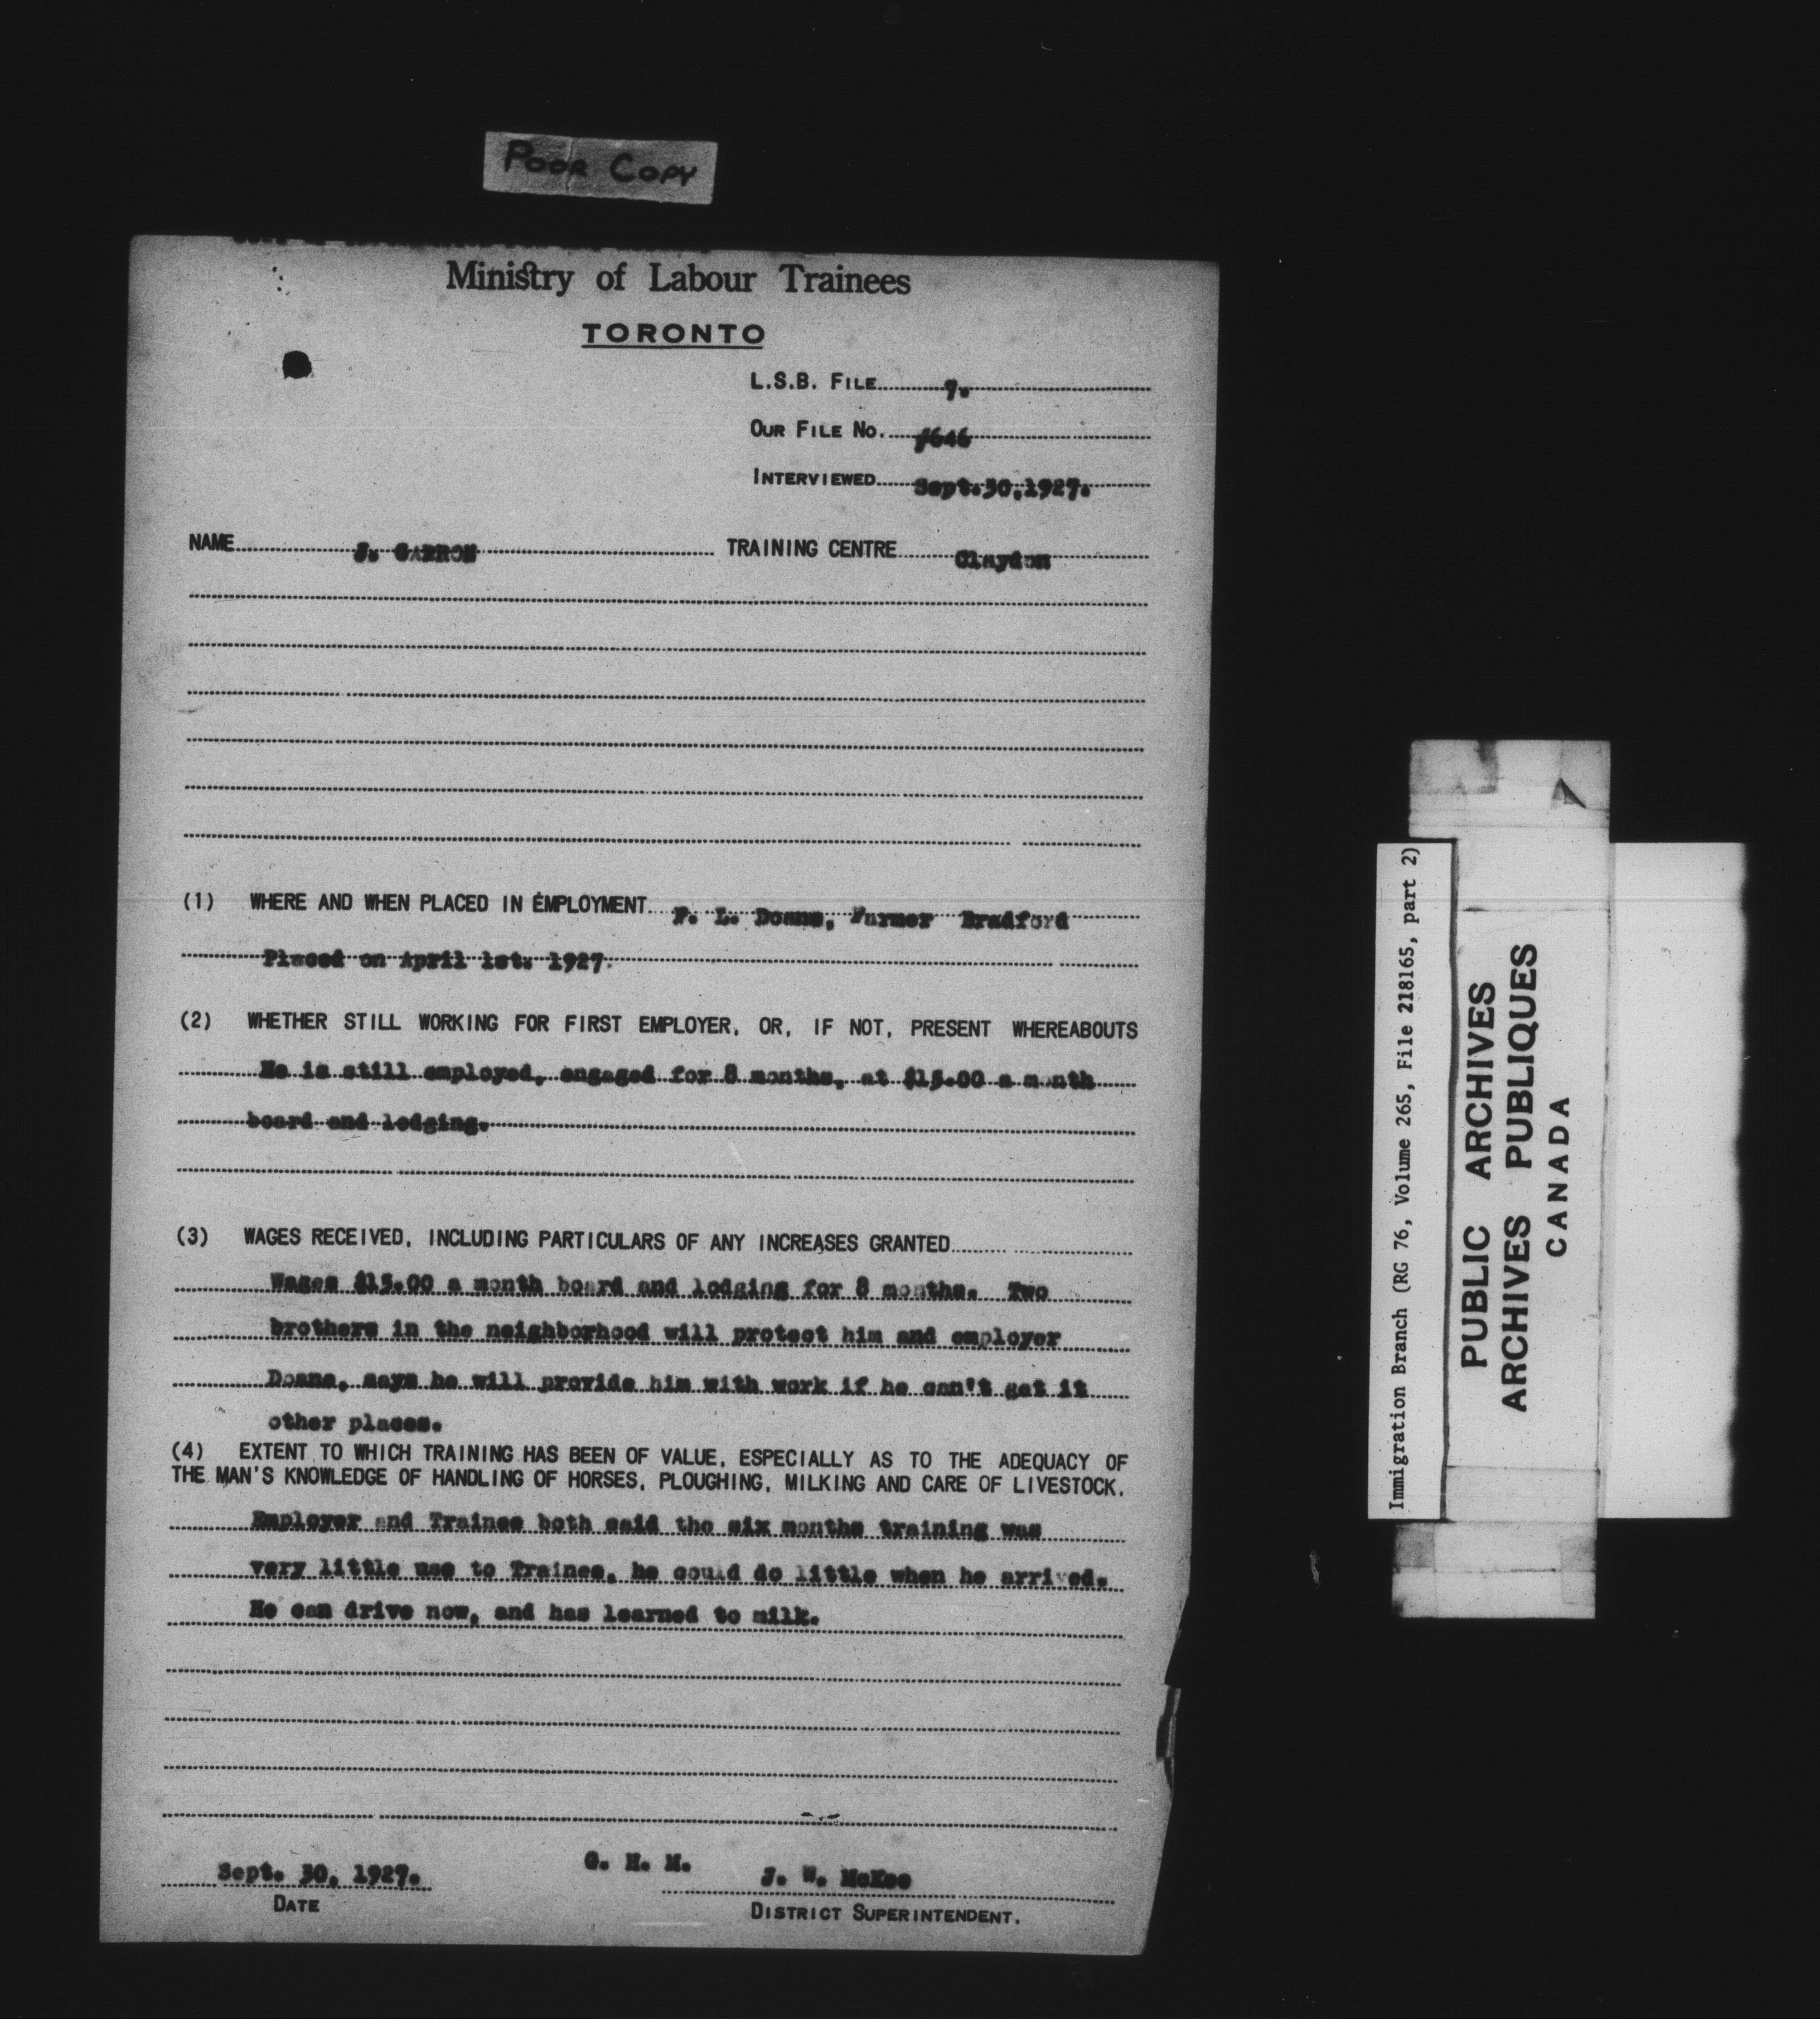 POOR COPY
Ministry of Labour Trainees
TORONTO
L.S.B. FILE 7.
OUR FILE No. f646
INTERVIEWED Sept.30,1927.
NAME J. GARRON TRAINING CENTRE Claydon
(1) WHERE AND WHEN PLACED IN EMPLOYMENT F. L. Doane, Farmer Bradford
Placed on April 1st. 1927.
(2) WHETHER STILL WORKING FOR FIRST EMPLOYER, OR, IF NOT, PRESENT WHEREABOUTS
He is still employed, engaged for 8 months, at $15.00 a month
board and lodging.
(3) WAGES RECEIVED, INCLUDING PARTICULARS OF ANY INCREASES GRANTED
Wages $15.00 a month board and lodging for 8 months. Two
brothers in the neighborhood will protect him and employer
Doane, says he will provide him with work if he can't get it
other places.
(4) EXTENT TO WHICH TRAINING HAS BEEN OF VALUE, ESPECIALLY AS TO THE ADEQUACY OF
THE MAN'S KNOWLEDGE OF HANDLING OF HORSES, PLOUGHING, MILKING AND CARE OF LIVESTOCK.
Employer and Trainee both said the six months training was
very little use to Trainee, he could do little when he arrived.
He can drive now, and has learned to milk.
Sept. 30, 1927. G. H. M. J. W. McKee
DATE DISTRICT SUPERINTENDENT.
Immigration Branch (RG 76, Volume 265, File 218165, part 2)
PUBLIC ARCHIVES
ARCHIVES PUBLIQUES
CANADA